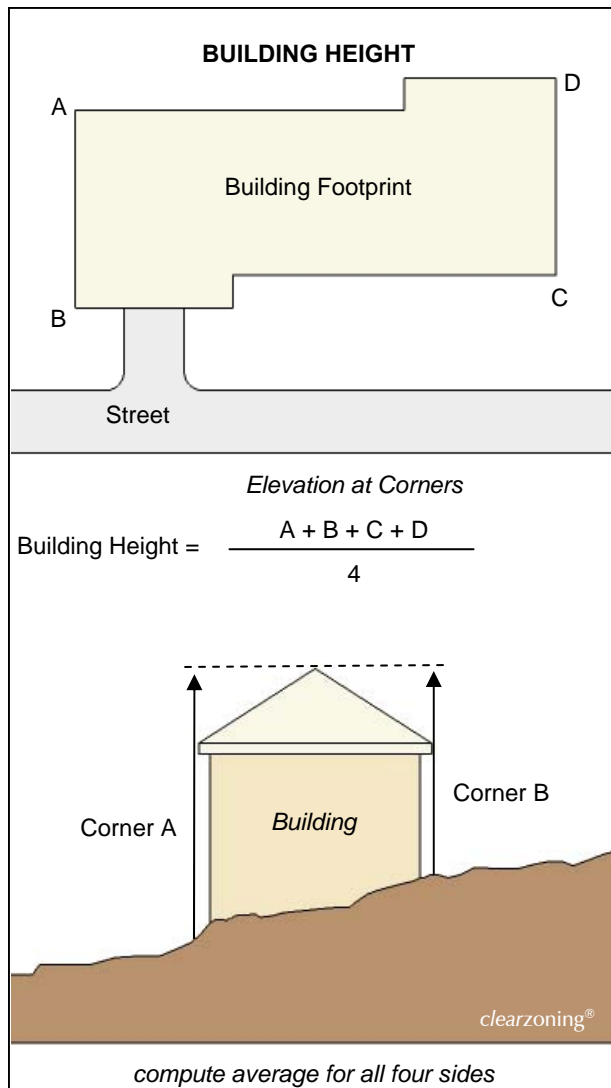 BUILDING HEIGHT
A
D
Building Footprint
B
C
Street
Elevation at Corners
Building Height =
A + B + C + D
4
Corner A
Building
Corner B
clearzoning®
compute average for all four sides